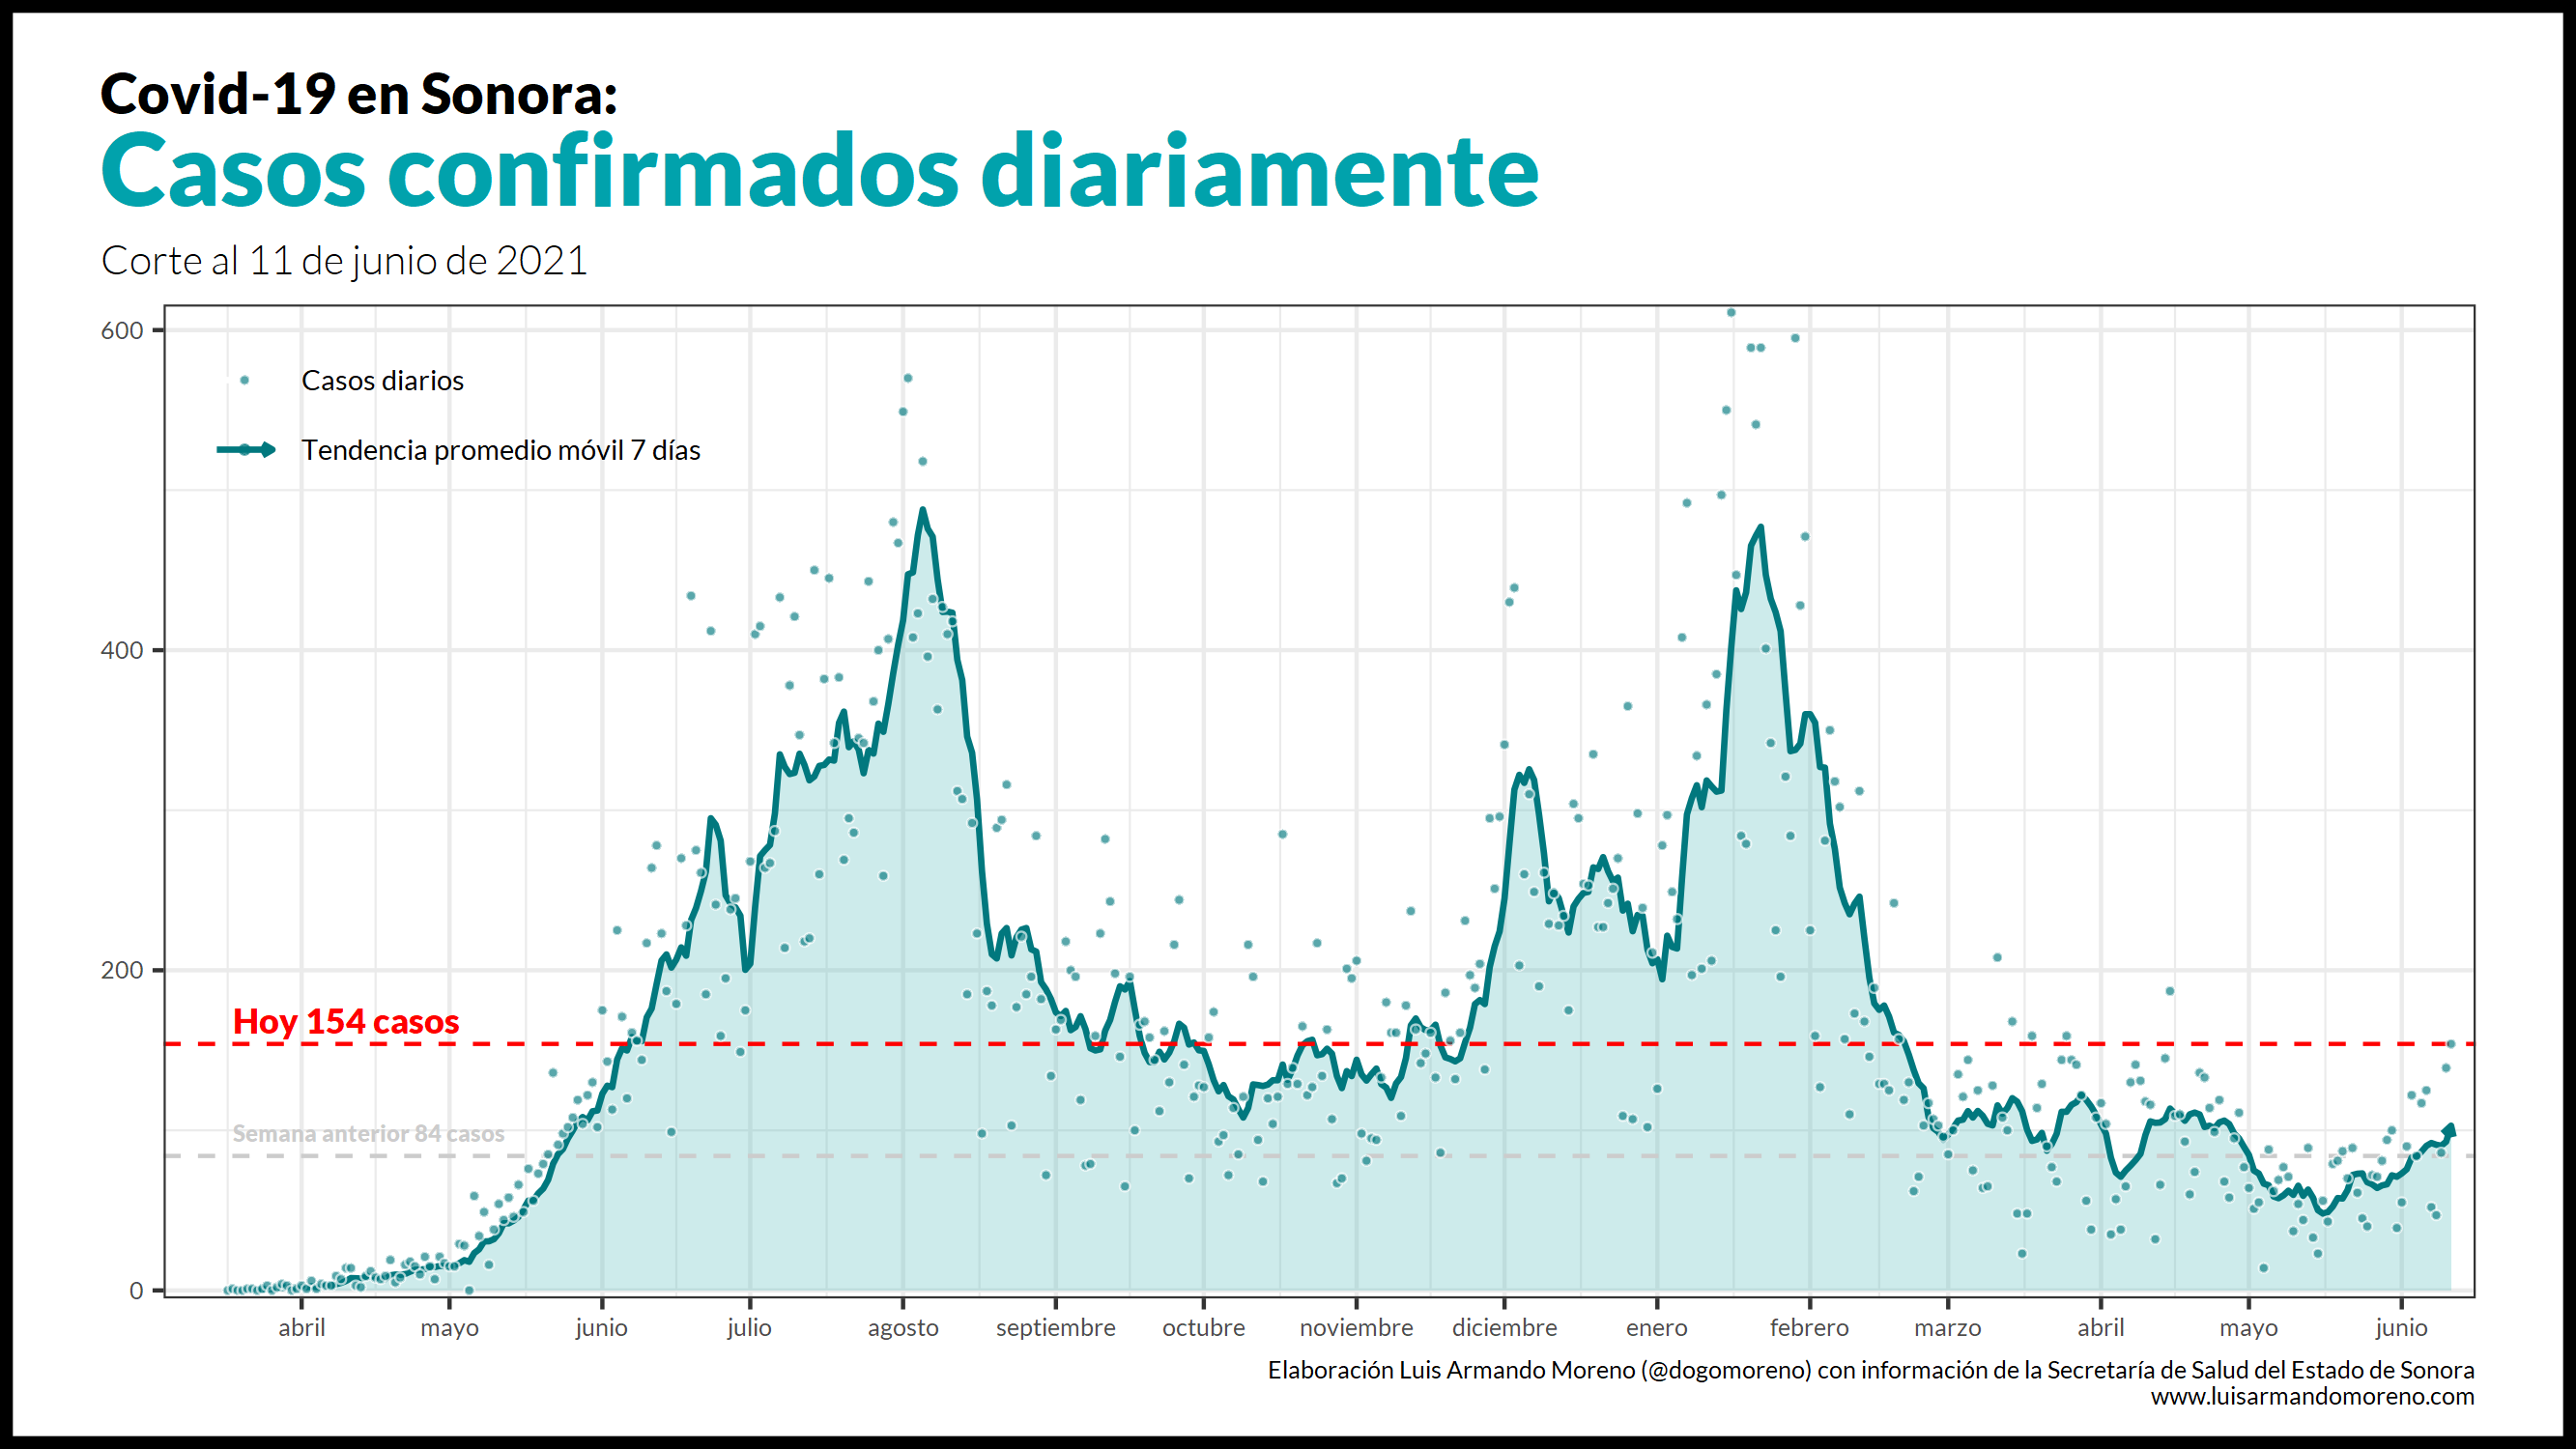 Covid-19 en Sonora:
Casos confirmados diariamente
Corte al 11 de junio de 2021
600
400
200
0
Casos diarios
Tendencia promedio móvil 7 días
Hoy 154 casos
Semana anterior 84 casos
abril mayo junio julio agosto septiembre octubre noviembre diciembre enero febrero marzo abril mayo junio
Elaboración Luis Armando Moreno (@dogomoreno) con información de la Secretaría de Salud del Estado de Sonora
www.luisarmandomoreno.com